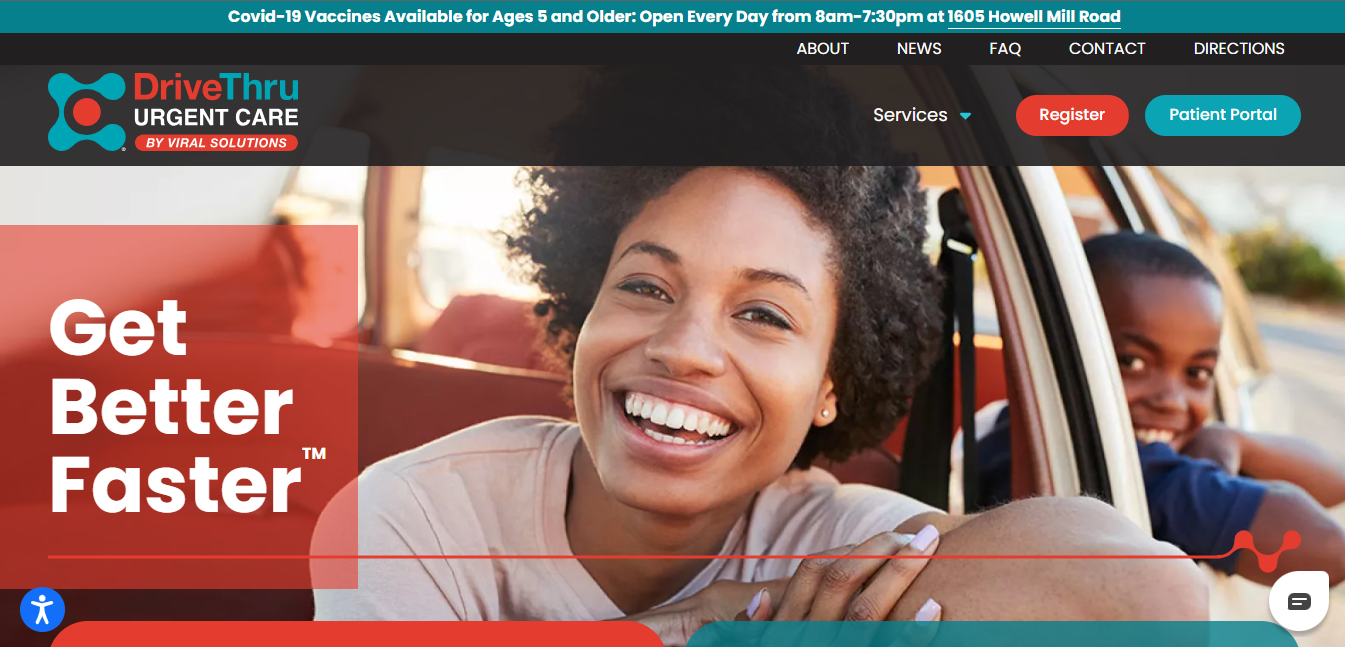 Covid-19 Vaccines Available for Ages 5 and Older: Open Every Day from 8am-7:30pm at 1605 Howell Mill Road
ABOUT NEWS FAQ CONTACT DIRECTIONS
DriveThru
URGENT CARE
BY VIRAL SOLUTIONS
®
Services Register Patient Portal
Get
Better
Faster™